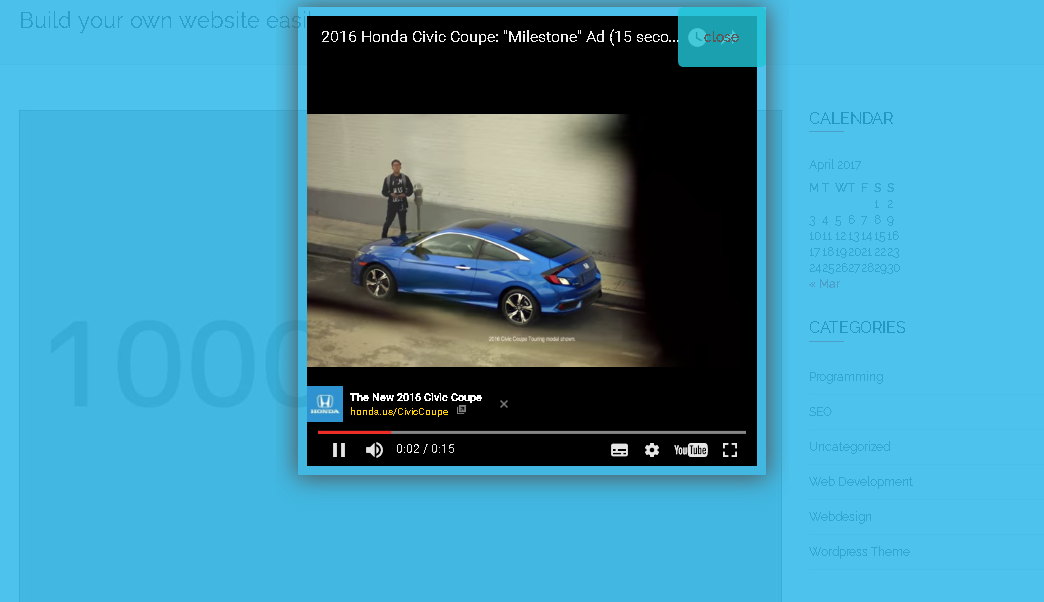 Build your own website easil
2016 Honda Civic Coupe: "Milestone" Ad (15 seco...
close
1000
2016 Civic Coupe Touring model shown.
HONDA
The New 2016 Civic Coupe
honda.us/CivicCoupe
0:02 / 0:15
YouTube
CALENDAR
April 2017
M T W T F S S
1 2
3 4 5 6 7 8 9
10 11 12 13 14 15 16
17 18 19 20 21 22 23
24 25 26 27 28 29 30
« Mar
CATEGORIES
Programming
SEO
Uncategorized
Web Development
Webdesign
Wordpress Theme